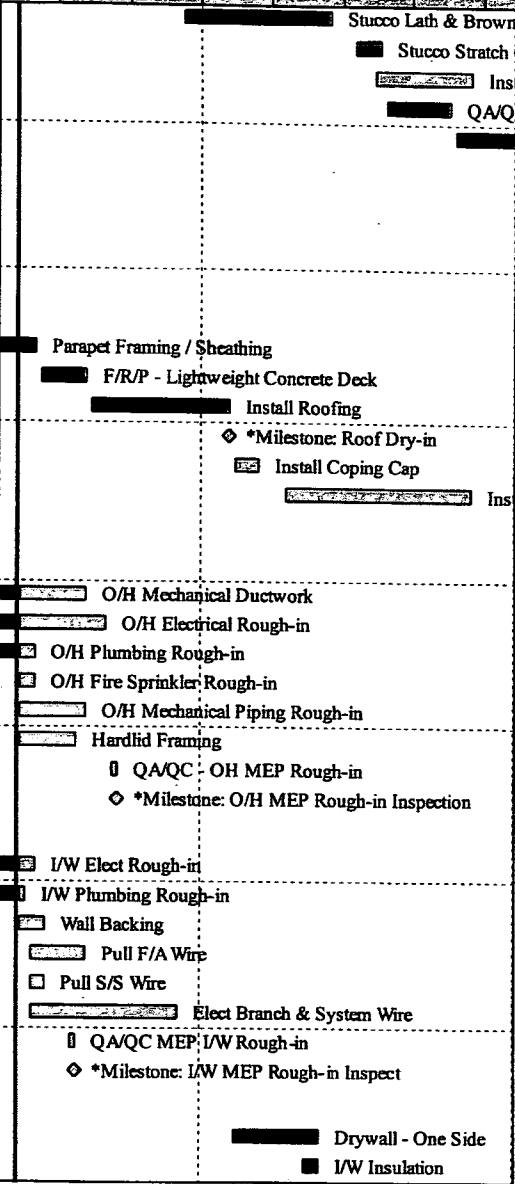 Stucco Lath & Brown
Stucco Stratch
Ins
QA/Q
Parapet Framing / Sheathing
F/R/P - Lightweight Concrete Deck
Install Roofing
*Milestone: Roof Dry-in
Install Coping Cap
Ins
O/H Mechanical Ductwork
O/H Electrical Rough-in
O/H Plumbing Rough-in
O/H Fire Sprinkler Rough-in
O/H Mechanical Piping Rough-in
Hardlid Framing
QA/QC - OH MEP Rough-in
*Milestone: O/H MEP Rough-in Inspection
I/W Elect Rough-in
I/W Plumbing Rough-in
Wall Backing
Pull F/A Wire
Pull S/S Wire
Elect Branch & System Wire
QA/QC MEP I/W Rough-in
*Milestone: I/W MEP Rough-in Inspect
Drywall - One Side
I/W Insulation